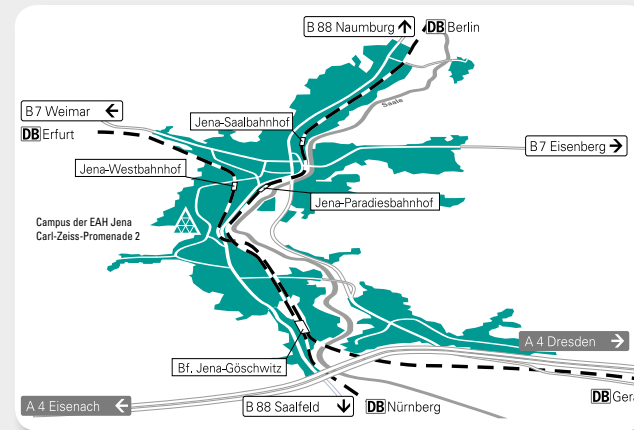 B 88 Naumburg ↑
DB Berlin
Saale
B 7 Weimar ←
DB Erfurt
Jena-Saalbahnhof
B 7 Eisenberg →
Jena-Westbahnhof
Jena-Paradiesbahnhof
Campus der EAH Jena
Carl-Zeiss-Promenade 2
A 4 Dresden →
Bf. Jena-Göschwitz
DB Gera
A 4 Eisenach ←
B 88 Saalfeld ↓
DB Nürnberg